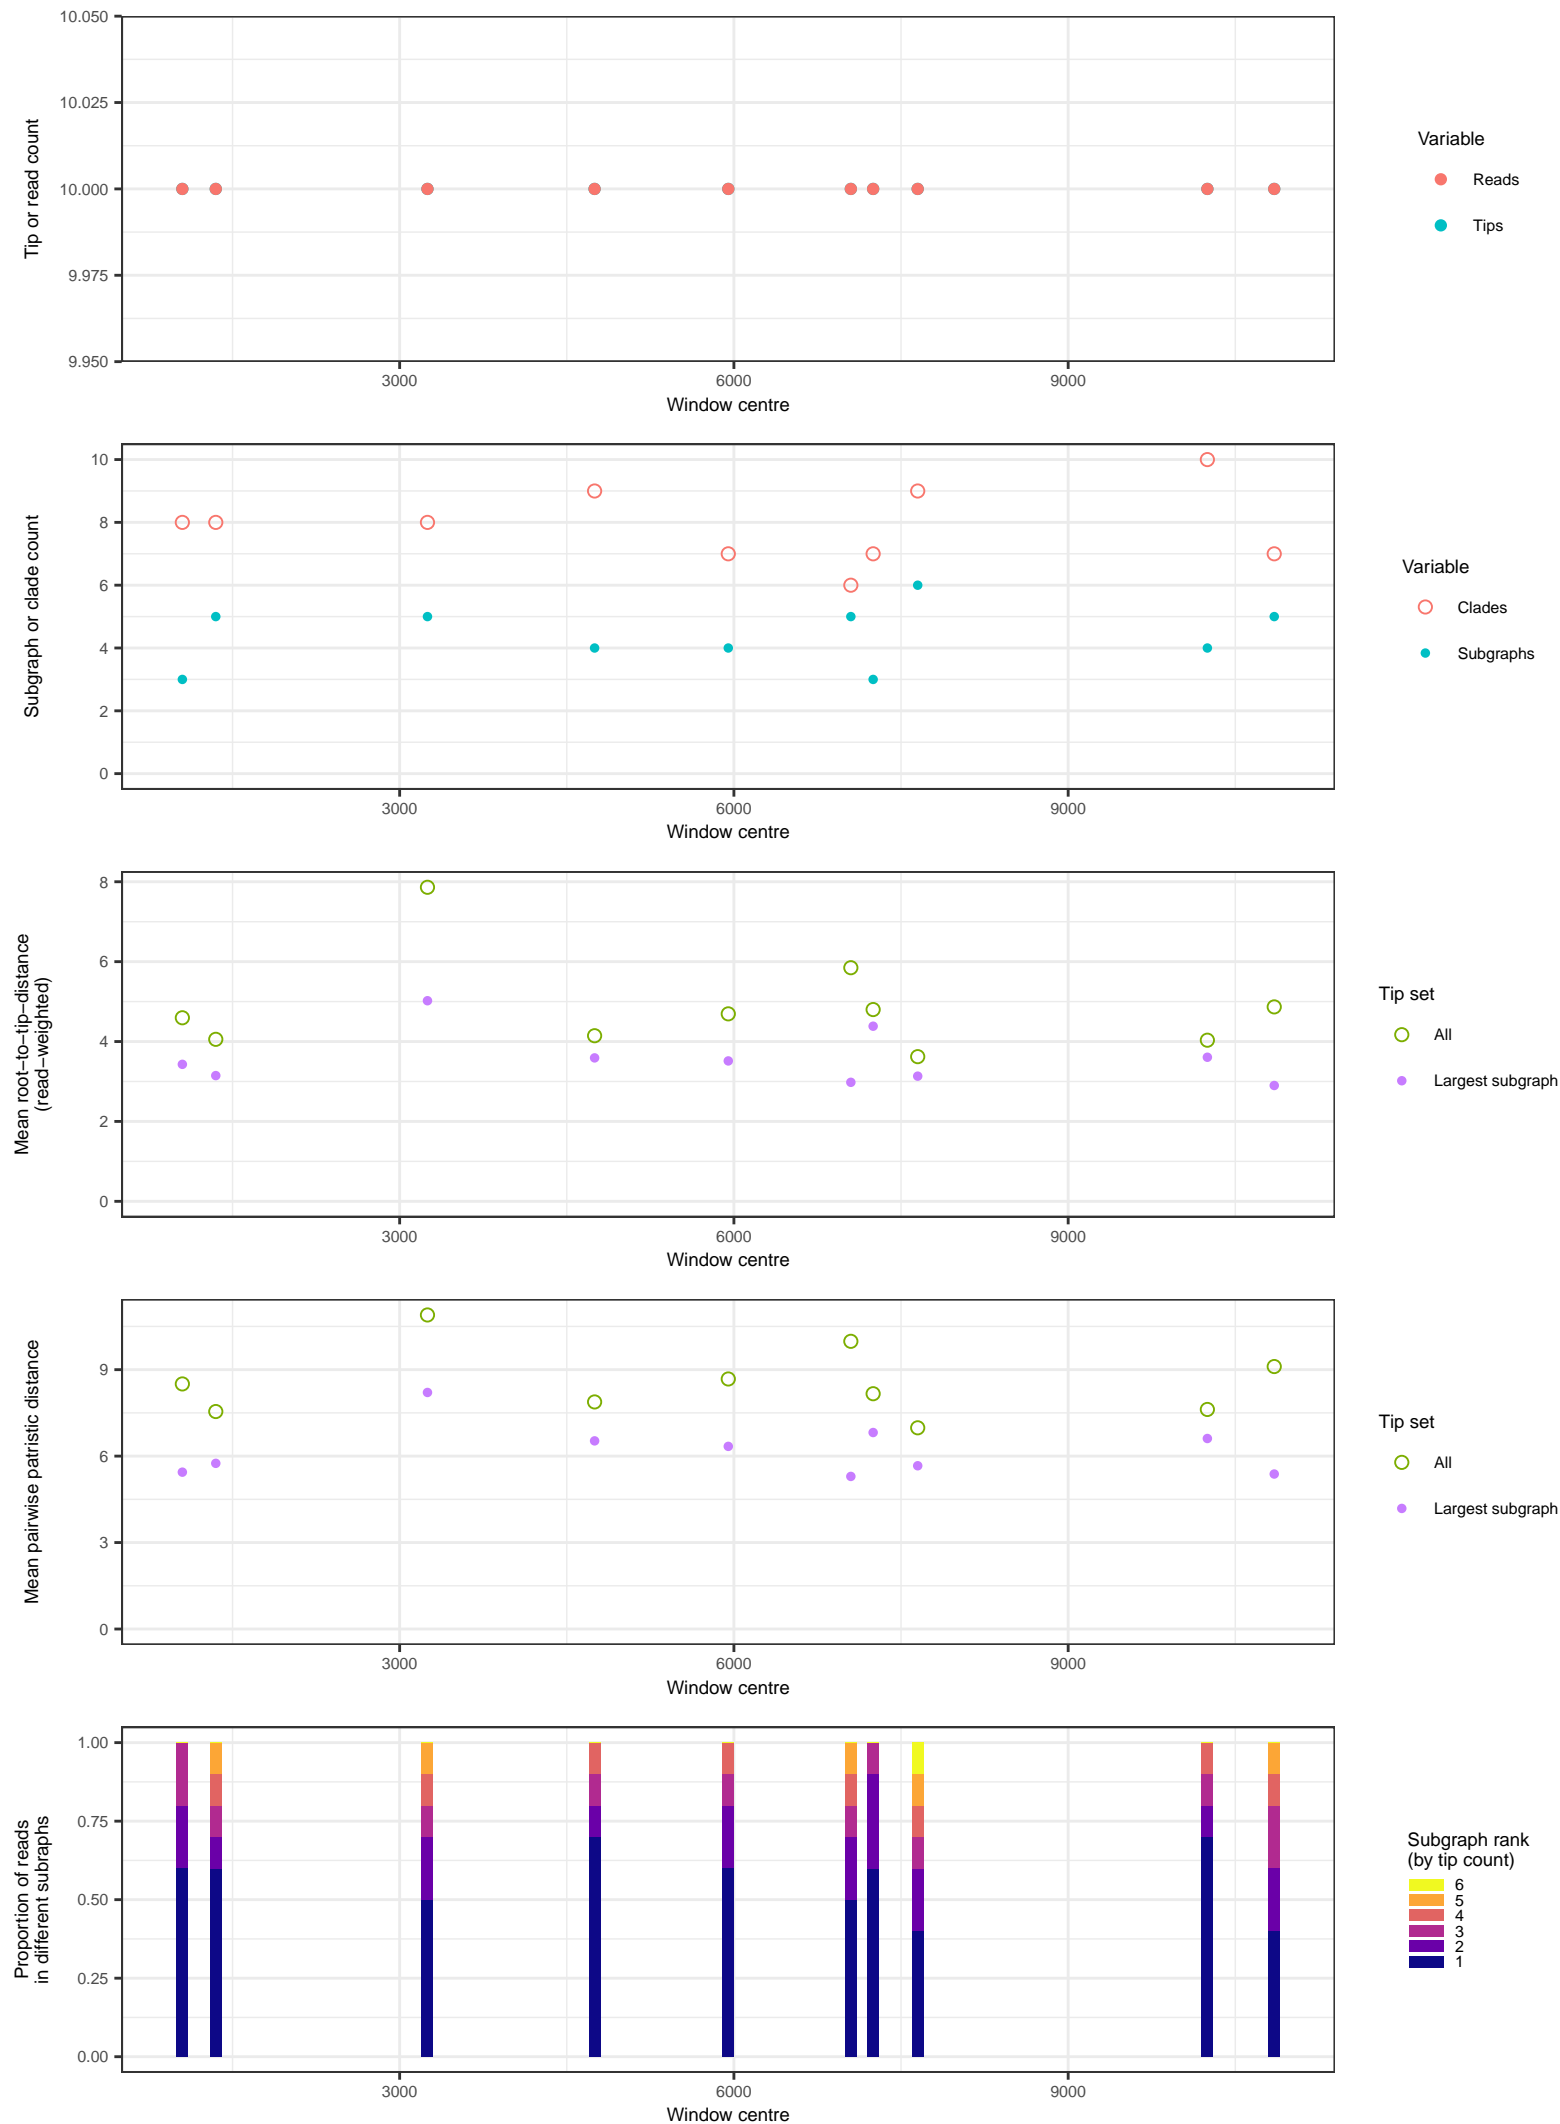 10.050
10.025
10.000
9.975
9.950
Tip or read count
3000 6000 9000
Window centre
Variable
Reads
Tips
10
8
6
4
2
0
Subgraph or clade count
3000 6000 9000
Window centre
Variable
Clades
Subgraphs
8
6
4
2
0
Mean root−to−tip−distance
(read−weighted)
3000 6000 9000
Window centre
Tip set
All
Largest subgraph
9
6
3
0
Mean pairwise patristic distance
3000 6000 9000
Window centre
Tip set
All
Largest subgraph
1.00
0.75
0.50
0.25
0.00
Proportion of reads
in different subraphs
3000 6000 9000
Window centre
Subgraph rank
(by tip count)
6
5
4
3
2
1